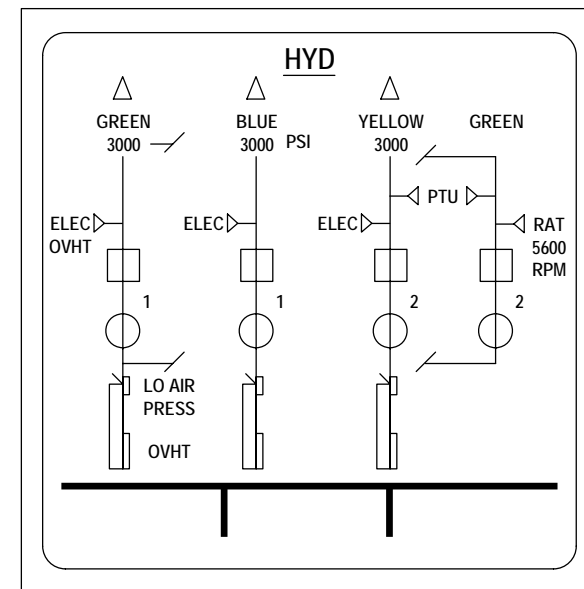 HYD
GREEN BLUE YELLOW GREEN
3000 3000 PSI 3000
ELEC ELEC ELEC PTU RAT
OVHT 5600
RPM
1 1 2 2
LO AIR
PRESS
OVHT